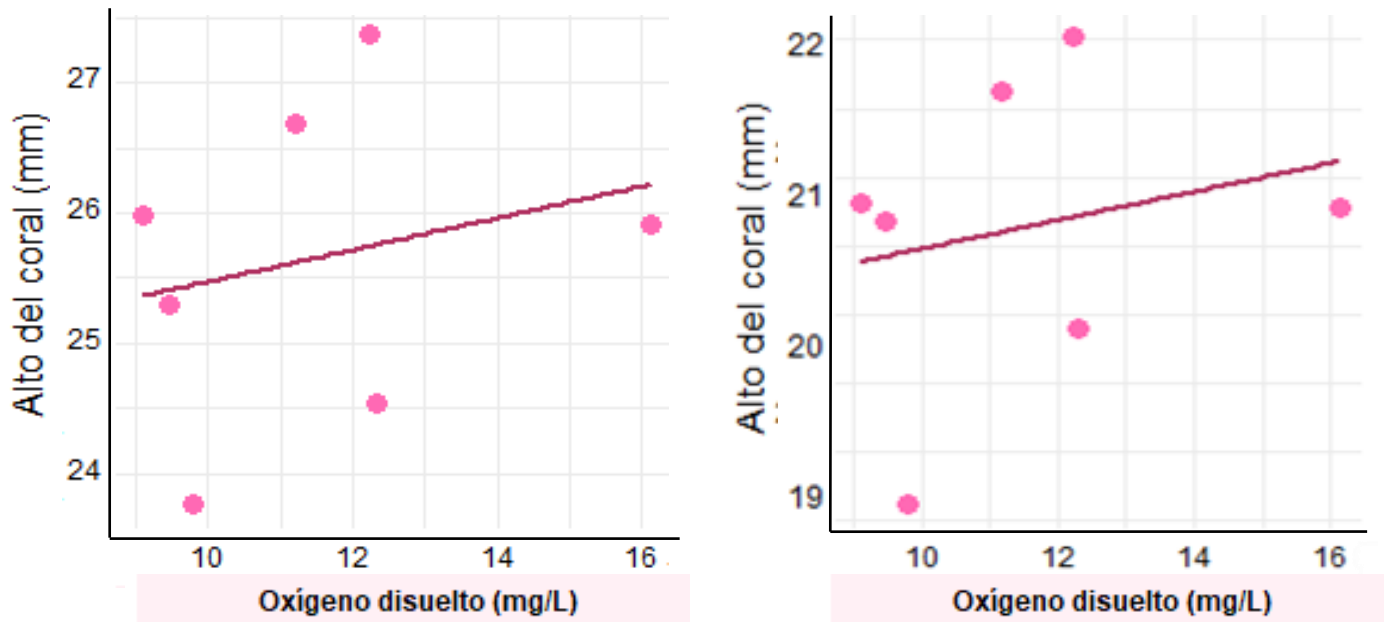 Alto del coral (mm)
27
26
25
24
10 12 14 16
Oxígeno disuelto (mg/L)
Alto del coral (mm)
22
21
20
19
10 12 14 16
Oxígeno disuelto (mg/L)